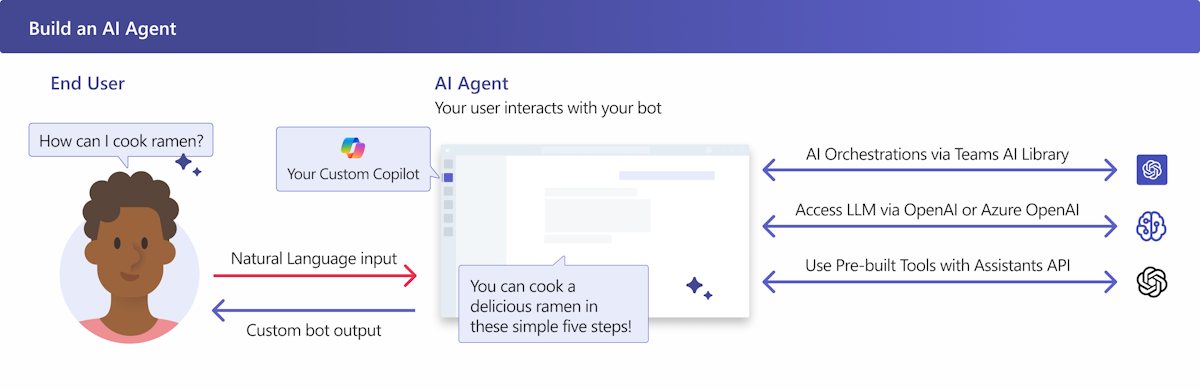 Build an AI Agent
End User
AI Agent
Your user interacts with your bot
How can I cook ramen?
Your Custom Copilot
AI Orchestrations via Teams AI Library
Access LLM via OpenAI or Azure OpenAI
Use Pre-built Tools with Assistants API
Natural Language input
Custom bot output
You can cook a
delicious ramen in
these simple five steps!